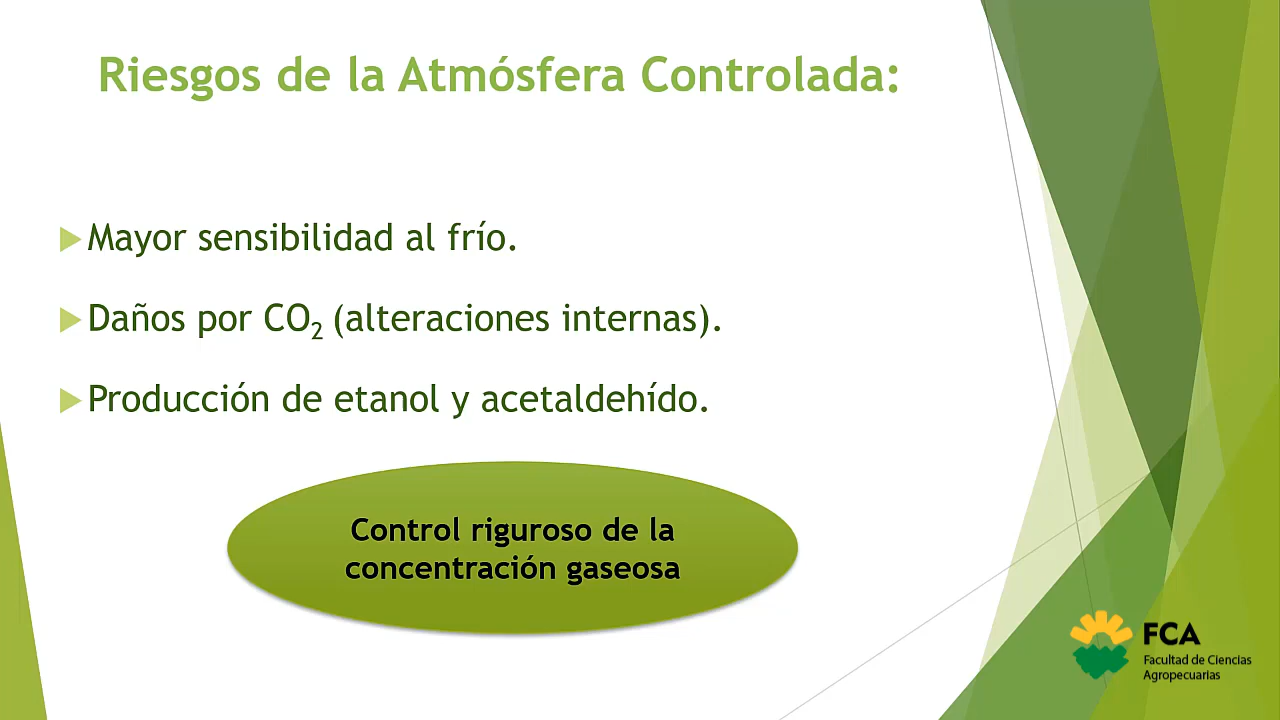 Riesgos de la Atmósfera Controlada:
Mayor sensibilidad al frío.
Daños por CO₂ (alteraciones internas).
Producción de etanol y acetaldehído.
Control riguroso de la
concentración gaseosa
FCA
Facultad de Ciencias
Agropecuarias